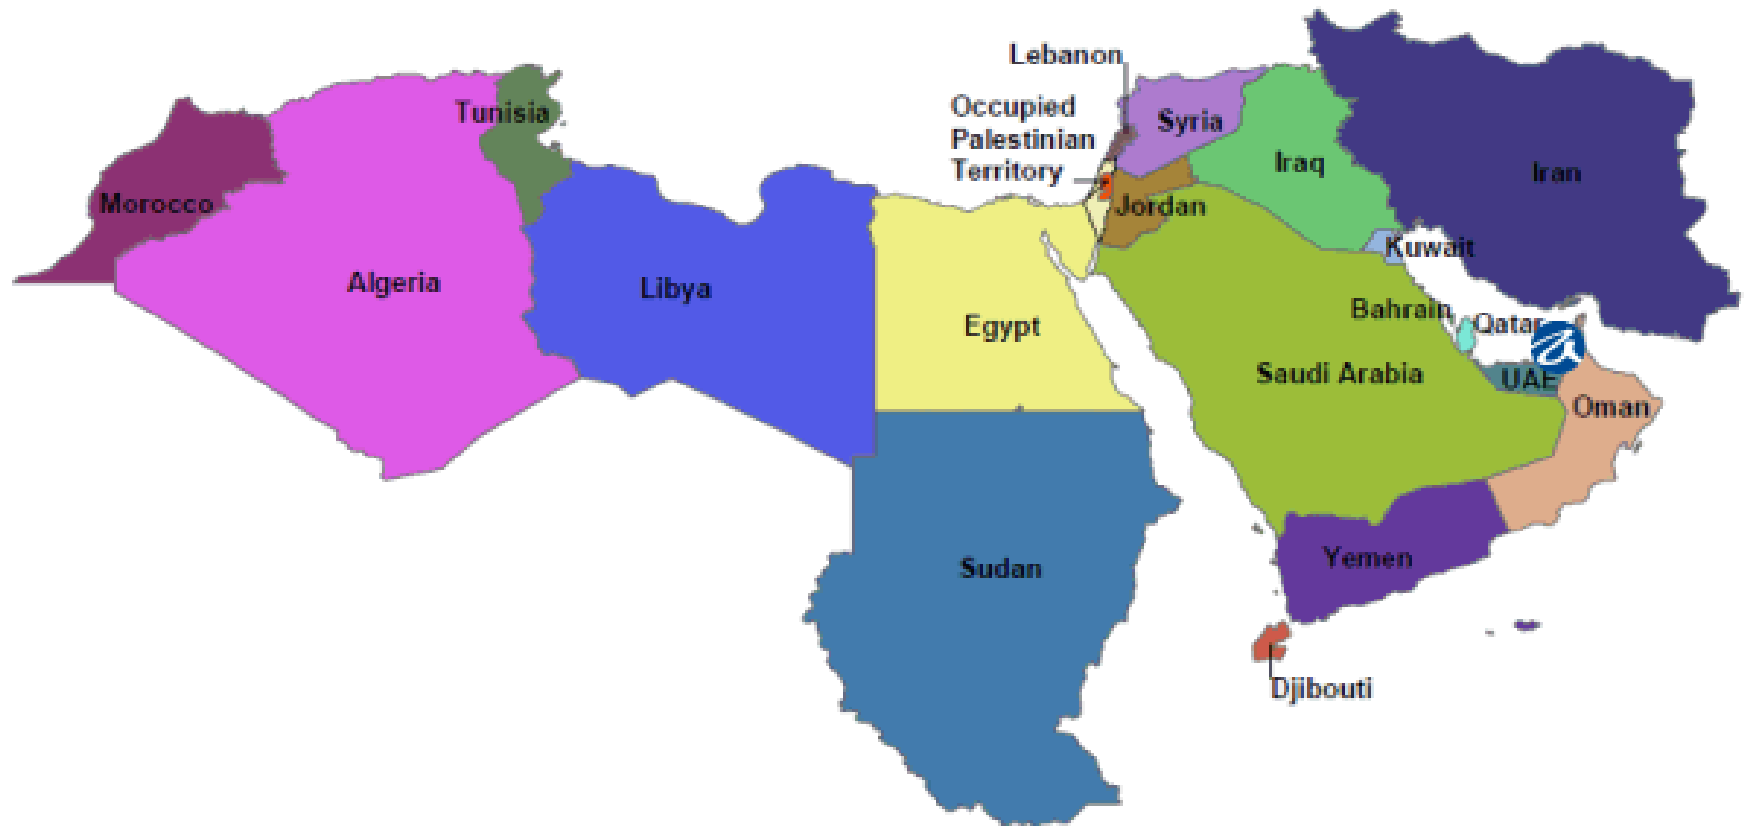 Lebanon
Occupied
Palestinian
Territory
Tunisia
Syria
Iraq
Iran
Morocco
Jordan
Kuwait
Algeria
Libya
Egypt
Bahrain
Qatar
Saudi Arabia
UAE
Oman
Sudan
Yemen
Djibouti